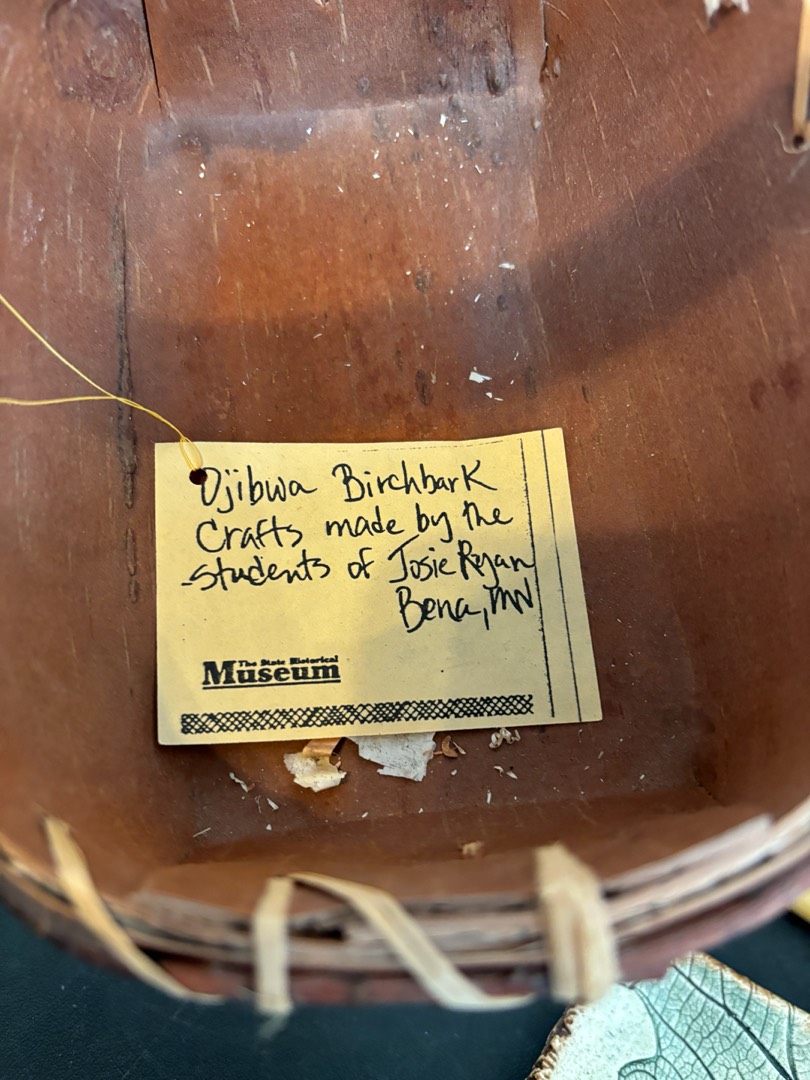 Ojibwa Birchbark
Crafts made by the
students of Josie Ryan
Bena, MN
The State Historical
Museum